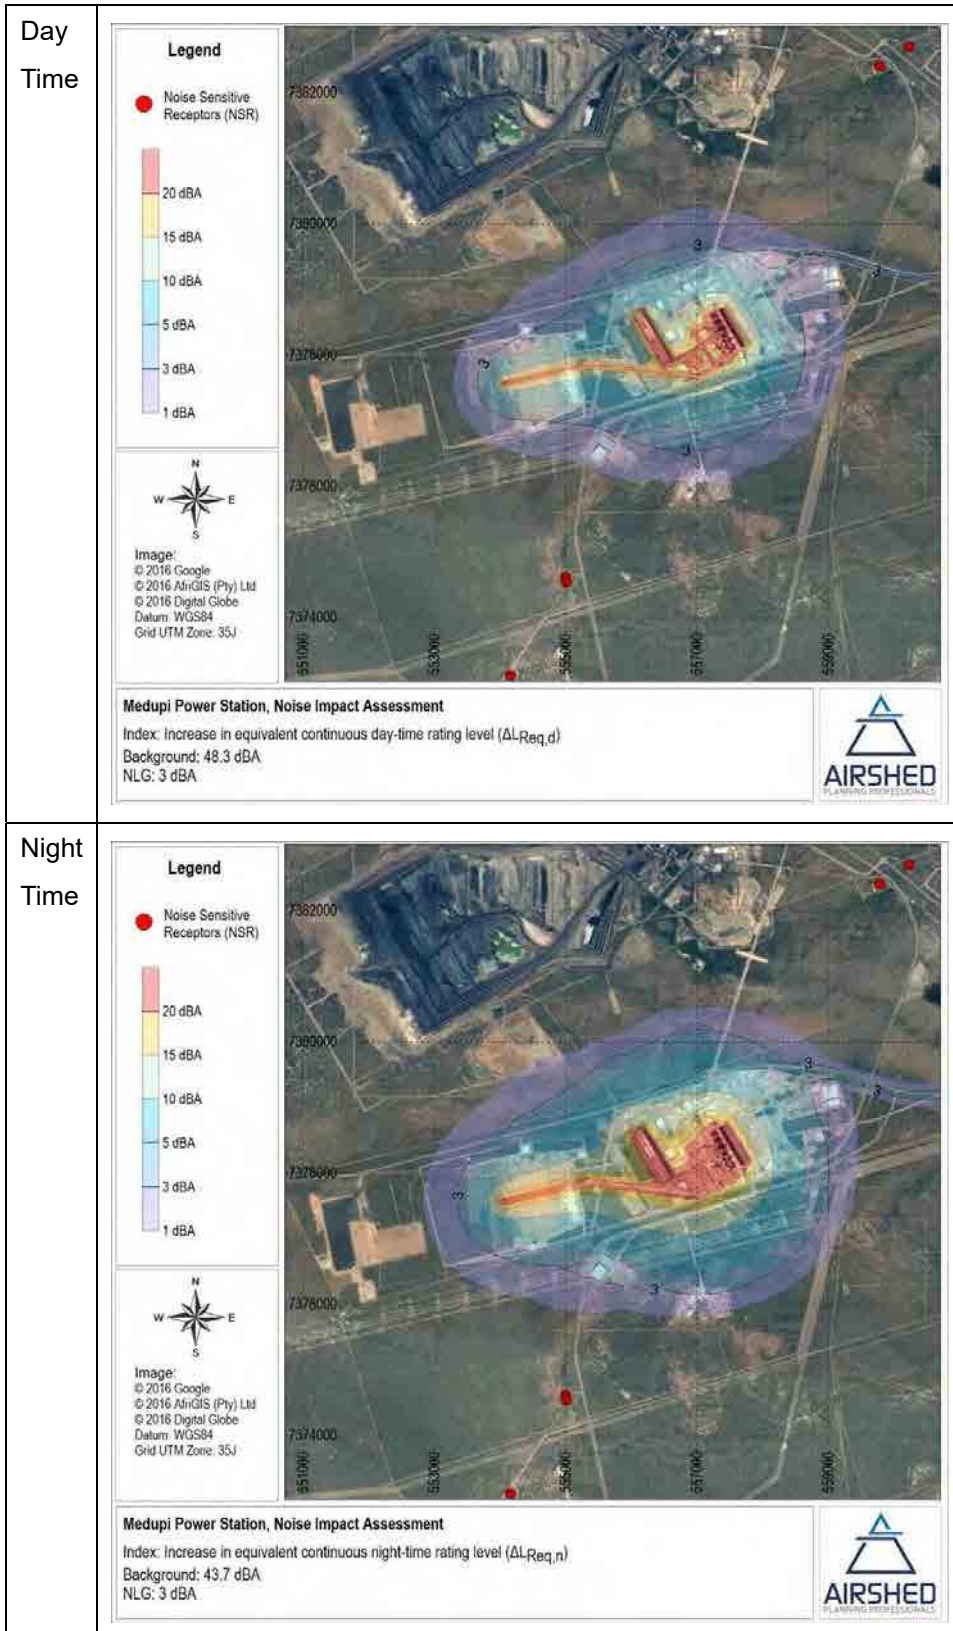 Day
Time
Legend
Noise Sensitive
Receptors (NSR)
20 dBA
15 dBA
10 dBA
5 dBA
3 dBA
1 dBA
N
W E
S
Image:
© 2016 Google
© 2016 AfriGIS (Pty) Ltd
© 2016 Digital Globe
Datum: WGS84
Grid UTM Zone: 35J
7382000
7380000
7378000
7376000
7374000
551000
553000
555000
557000
559000
3
3
3
3
Medupi Power Station, Noise Impact Assessment
Index: Increase in equivalent continuous day-time rating level (ΔLReq,d)
Background: 48.3 dBA
NLG: 3 dBA
AIRSHED
PLANNING PROFESSIONALS
Night
Time
Legend
Noise Sensitive
Receptors (NSR)
20 dBA
15 dBA
10 dBA
5 dBA
3 dBA
1 dBA
N
W E
S
Image:
© 2016 Google
© 2016 AfriGIS (Pty) Ltd
© 2016 Digital Globe
Datum: WGS84
Grid UTM Zone: 35J
7382000
7380000
7378000
7376000
7374000
551000
553000
555000
557000
559000
3
3
3
3
Medupi Power Station, Noise Impact Assessment
Index: Increase in equivalent continuous night-time rating level (ΔLReq,n)
Background: 43.7 dBA
NLG: 3 dBA
AIRSHED
PLANNING PROFESSIONALS